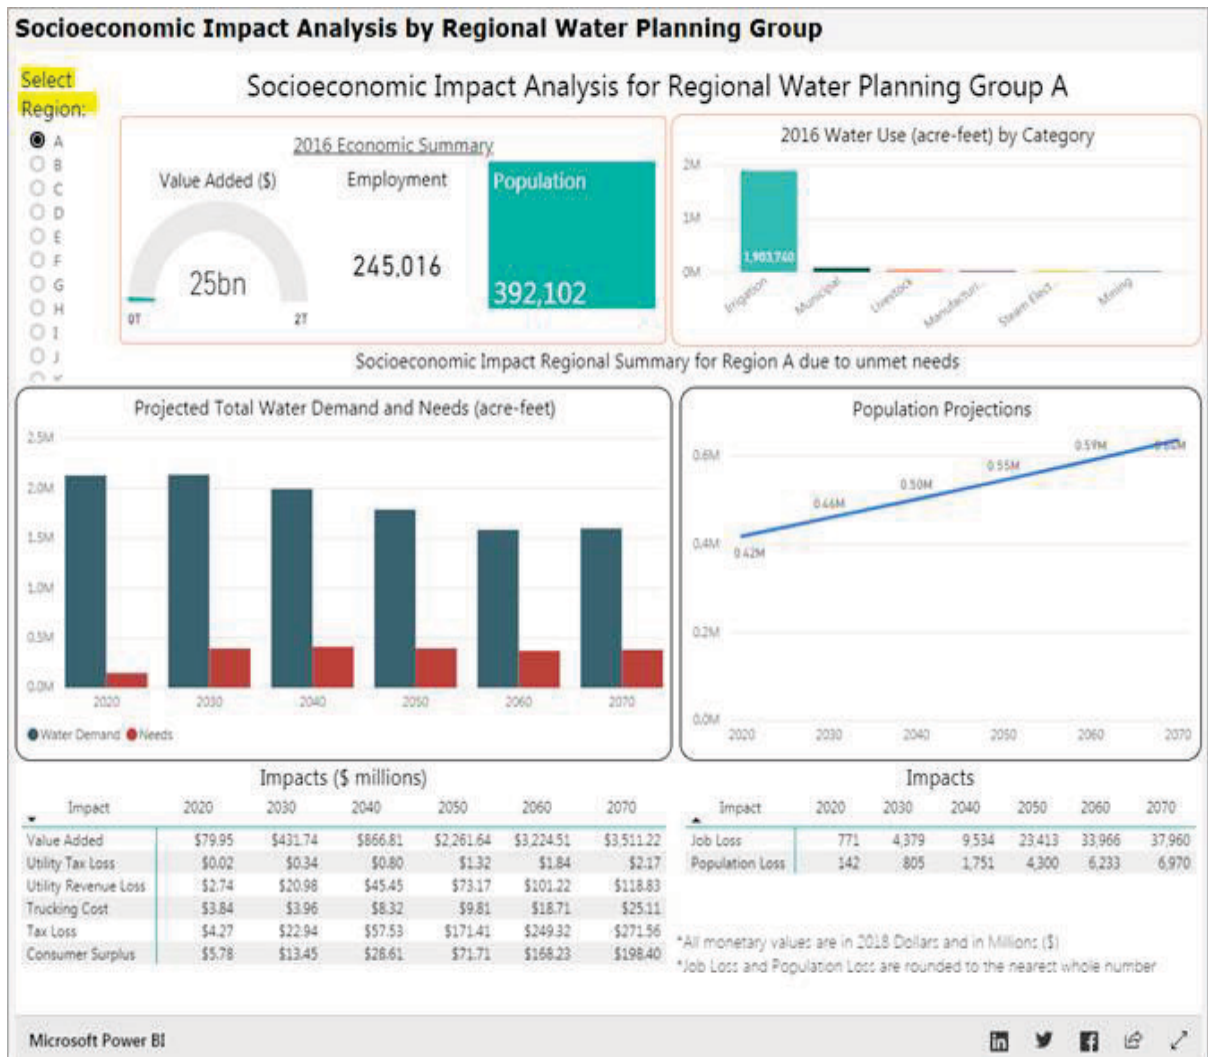 Socioeconomic Impact Analysis by Regional Water Planning Group
Select
Region:
A
B
C
D
E
F
G
H
I
J
Socioeconomic Impact Analysis for Regional Water Planning Group A
2016 Economic Summary
Value Added ($)
25bn
0T
2T
Employment
245,016
Population
392,102
2016 Water Use (acre-feet) by Category
2M
1M
0M
1,903,740
Irrigation
Municipal
Livestock
Manufacturi...
Steam Elect...
Mining
Socioeconomic Impact Regional Summary for Region A due to unmet needs
Projected Total Water Demand and Needs (acre-feet)
2.5M
2.0M
1.5M
1.0M
0.5M
0.0M
2020 2030 2040 2050 2060 2070
Water Demand Needs
Population Projections
0.6M
0.4M
0.2M
0.0M
0.42M
0.46M
0.50M
0.55M
0.59M
2020 2030 2040 2050 2060 2070
Impacts ($ millions)
Impact 2020 2030 2040 2050 2060 2070
Value Added $79.95 $431.74 $866.81 $2,261.64 $3,224.51 $3,511.22
Utility Tax Loss $0.02 $0.34 $0.80 $1.32 $1.84 $2.17
Utility Revenue Loss $2.74 $20.98 $45.45 $73.17 $101.22 $118.83
Trucking Cost $3.84 $3.96 $8.32 $9.81 $18.71 $25.11
Tax Loss $4.27 $22.94 $57.53 $171.41 $249.32 $271.56
Consumer Surplus $5.78 $13.45 $28.61 $71.71 $168.23 $198.40
Impacts
Impact 2020 2030 2040 2050 2060 2070
Job Loss 771 4,379 9,534 23,413 33,966 37,960
Population Loss 142 805 1,751 4,300 6,233 6,970
*All monetary values are in 2018 Dollars and in Millions ($)
*Job Loss and Population Loss are rounded to the nearest whole number
Microsoft Power BI